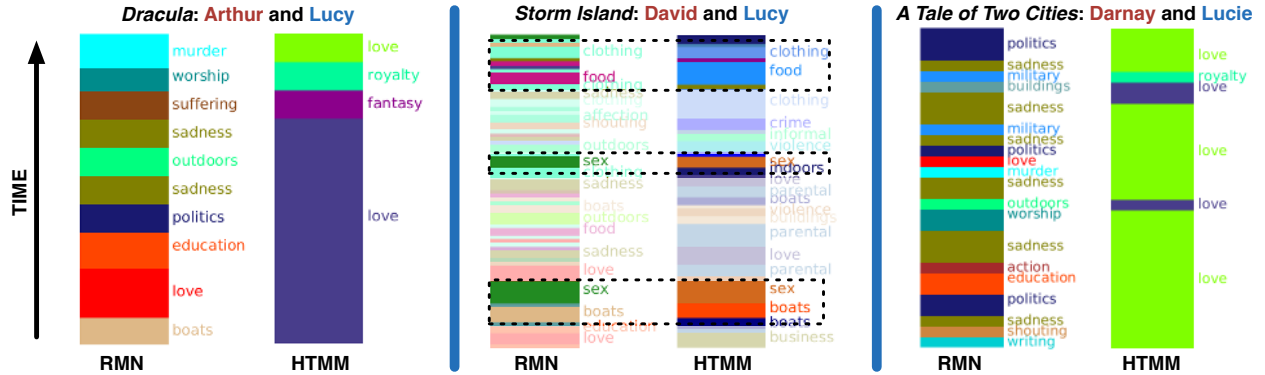 Dracula: Arthur and Lucy
TIME
murder
worship
suffering
sadness
outdoors
sadness
politics
education
love
boats
RMN
love
royalty
fantasy
love
HTMM
Storm Island: David and Lucy
clothing
food
clothing
sadness
clothing
affection
shouting
outdoors
sex
clothing
sadness
boats
outdoors
food
sadness
love
sex
boats
education
love
RMN
clothing
food
clothing
crime
informal
violence
sex
indoors
love
parental
boats
violence
buildings
parental
love
parental
sex
boats
boats
business
HTMM
A Tale of Two Cities: Darnay and Lucie
politics
sadness
military
buildings
sadness
military
sadness
politics
love
murder
sadness
outdoors
worship
sadness
action
education
politics
sadness
shouting
writing
RMN
love
royalty
love
love
love
love
HTMM